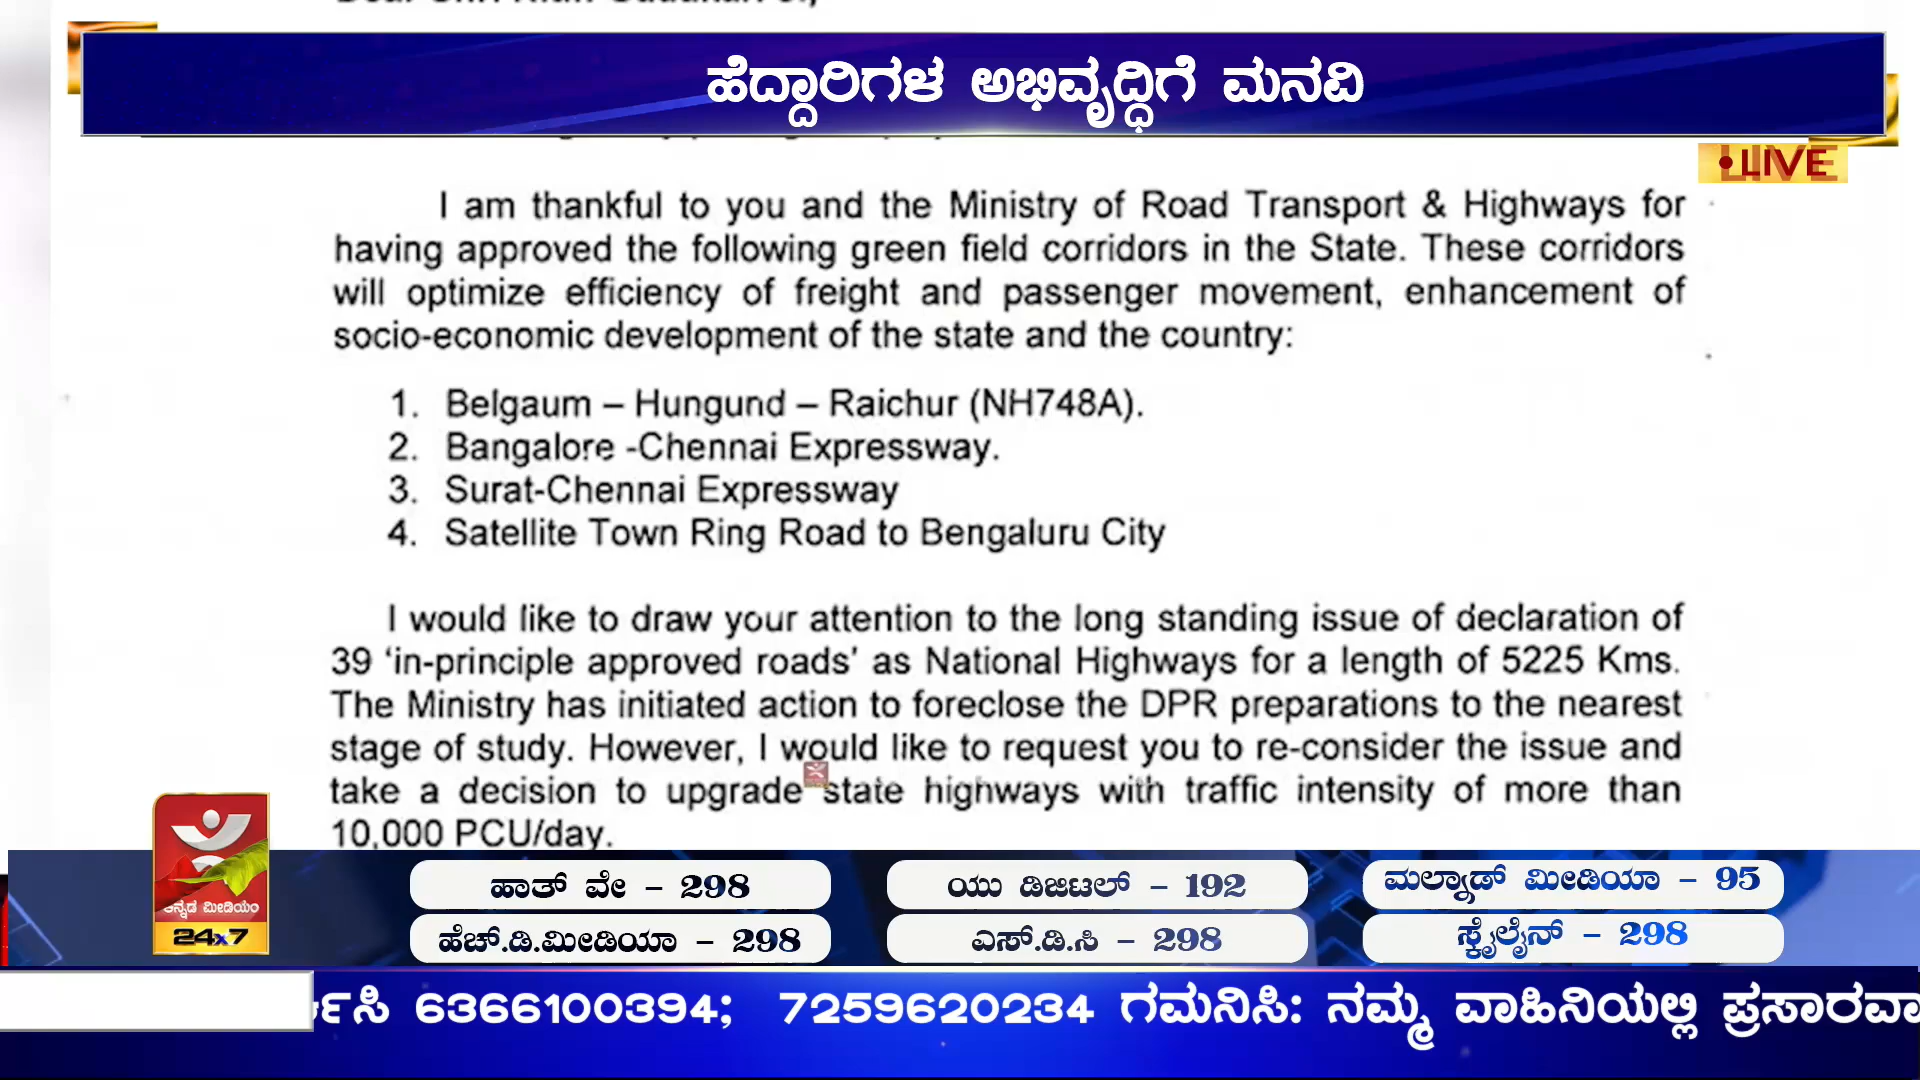 ಹೆದ್ದಾರಿಗಳ ಅಭಿವೃದ್ಧಿಗೆ ಮನವಿ
LIVE
I am thankful to you and the Ministry of Road Transport & Highways for
having approved the following green field corridors in the State. These corridors
will optimize efficiency of freight and passenger movement, enhancement of
socio-economic development of the state and the country:
1. Belgaum – Hungund – Raichur (NH748A).
2. Bangalore -Chennai Expressway.
3. Surat-Chennai Expressway
4. Satellite Town Ring Road to Bengaluru City
I would like to draw your attention to the long standing issue of declaration of
39 ‘in-principle approved roads’ as National Highways for a length of 5225 Kms.
The Ministry has initiated action to foreclose the DPR preparations to the nearest
stage of study. However, I would like to request you to re-consider the issue and
take a decision to upgrade state highways with traffic intensity of more than
10,000 PCU/day.
ಹಾತ್ ವೇ – 298
ಯು ಡಿಜಿಟಲ್ – 192
ಮಲ್ನಾಡ್ ಮೀಡಿಯಾ – 95
ಹೆಚ್.ಡಿ.ಮೀಡಿಯಾ – 298
ಎಸ್.ಡಿ.ಸಿ – 298
ಸ್ಕೈಲೈನ್ – 298
ಕನ್ನಡ ಮೀಡಿಯಂ
24x7
6366100394; 7259620234 ಗಮನಿಸಿ: ನಮ್ಮ ವಾಹಿನಿಯಲ್ಲಿ ಪ್ರಸಾರವಾ